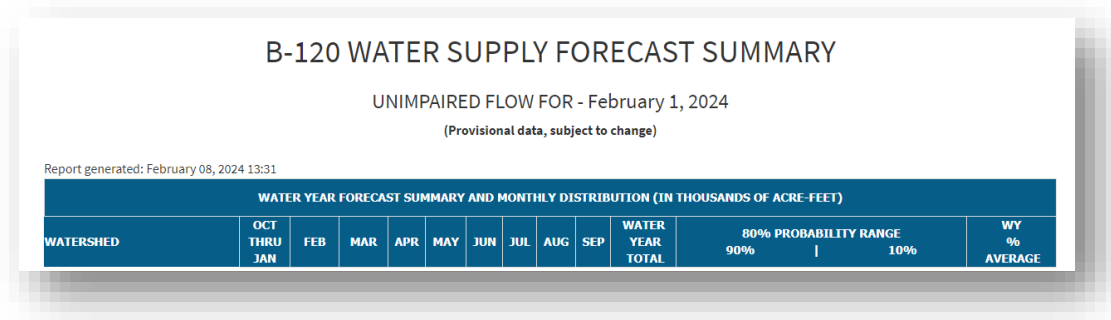 B-120 WATER SUPPLY FORECAST SUMMARY
UNIMPAIRED FLOW FOR - February 1, 2024
(Provisional data, subject to change)
Report generated: February 08, 2024 13:31
WATER YEAR FORECAST SUMMARY AND MONTHLY DISTRIBUTION (IN THOUSANDS OF ACRE-FEET)
WATERSHED OCT THRU JAN FEB MAR APR MAY JUN JUL AUG SEP WATER YEAR TOTAL 80% PROBABILITY RANGE 90% | 10% WY % AVERAGE